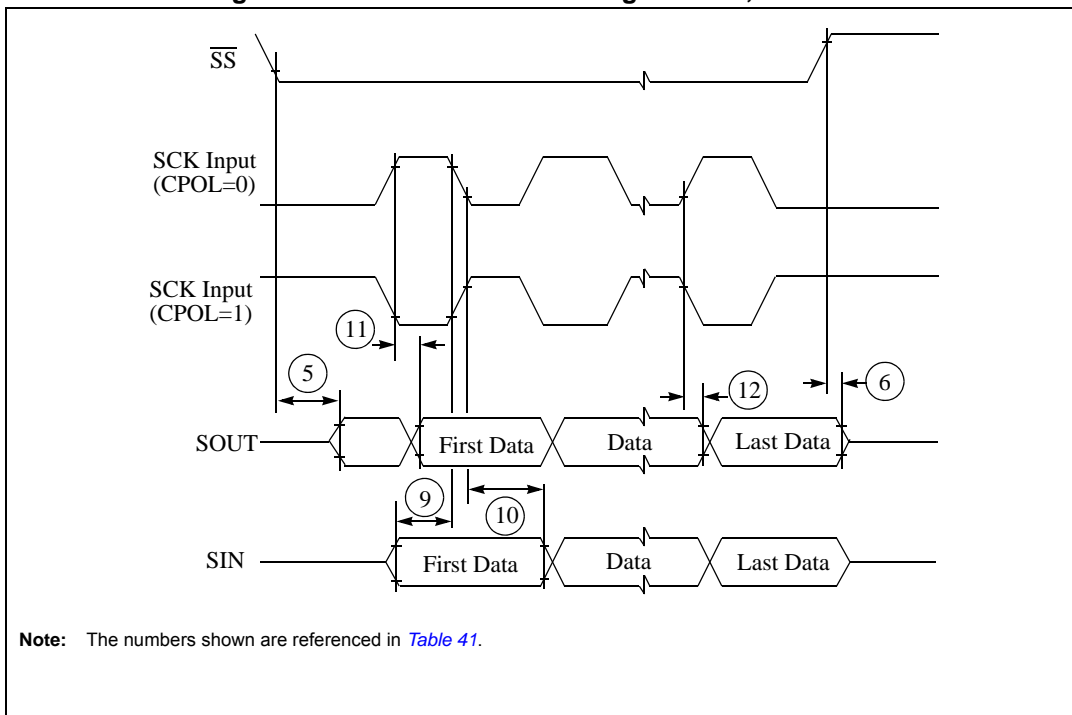 SS
SCK Input
(CPOL=0)
SCK Input
(CPOL=1)
11
5
12
6
SOUT
First Data
Data
Last Data
9
10
SIN
First Data
Data
Last Data
Note: The numbers shown are referenced in Table 41.